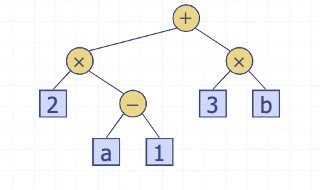 +
× ×
2 − 3 b
a 1